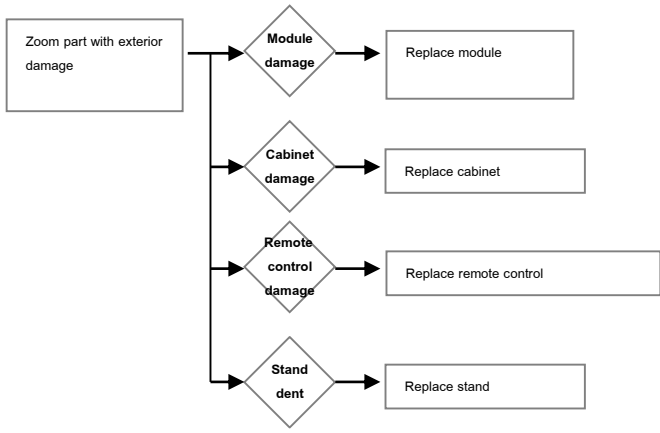 Zoom part with exterior
damage
Module
damage
Replace module
Cabinet
damage
Replace cabinet
Remote
control
damage
Replace remote control
Stand
dent
Replace stand